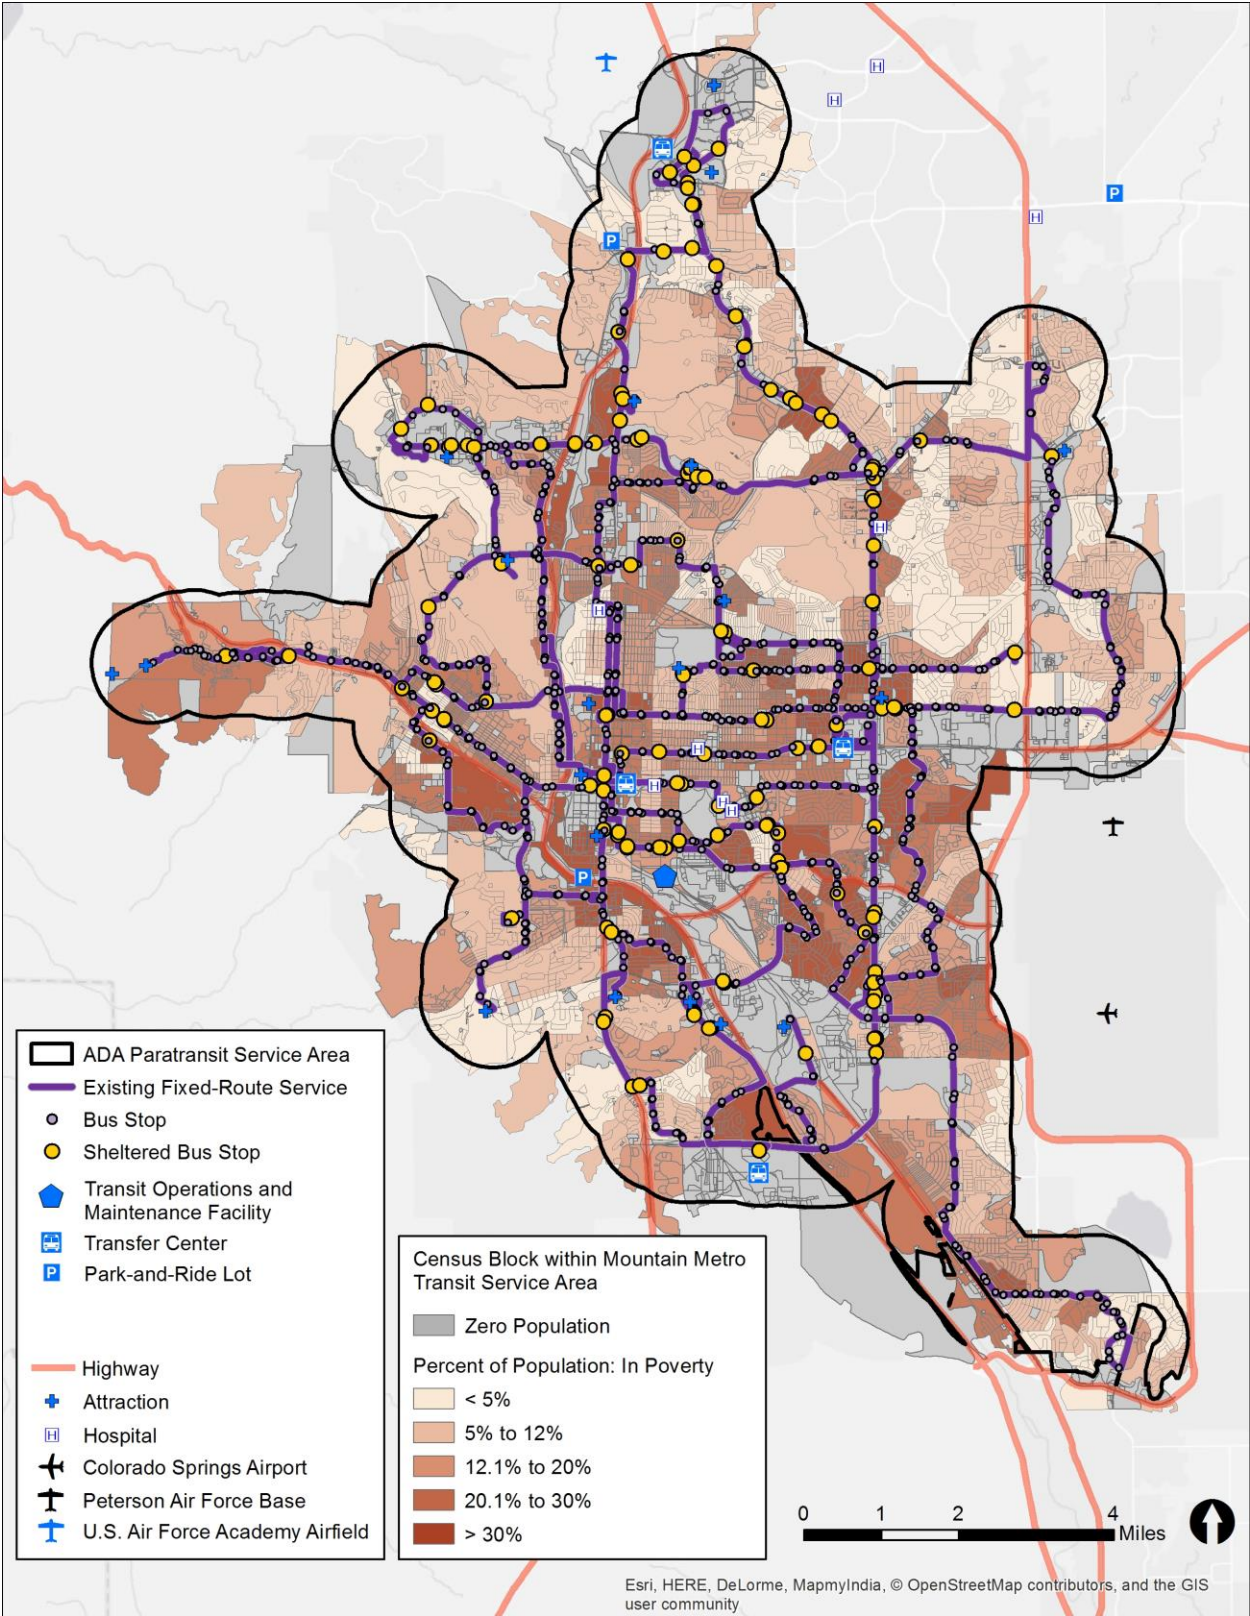 H
H
P
P
H
H
H
H
H
H
H
P
ADA Paratransit Service Area
Existing Fixed-Route Service
Bus Stop
Sheltered Bus Stop
Transit Operations and
Maintenance Facility
Transfer Center
P Park-and-Ride Lot
Highway
Attraction
H Hospital
Colorado Springs Airport
Peterson Air Force Base
U.S. Air Force Academy Airfield
Census Block within Mountain Metro
Transit Service Area
Zero Population
Percent of Population: In Poverty
< 5%
5% to 12%
12.1% to 20%
20.1% to 30%
> 30%
0 1 2 4
Miles
Esri, HERE, DeLorme, MapmyIndia, © OpenStreetMap contributors, and the GIS
user community